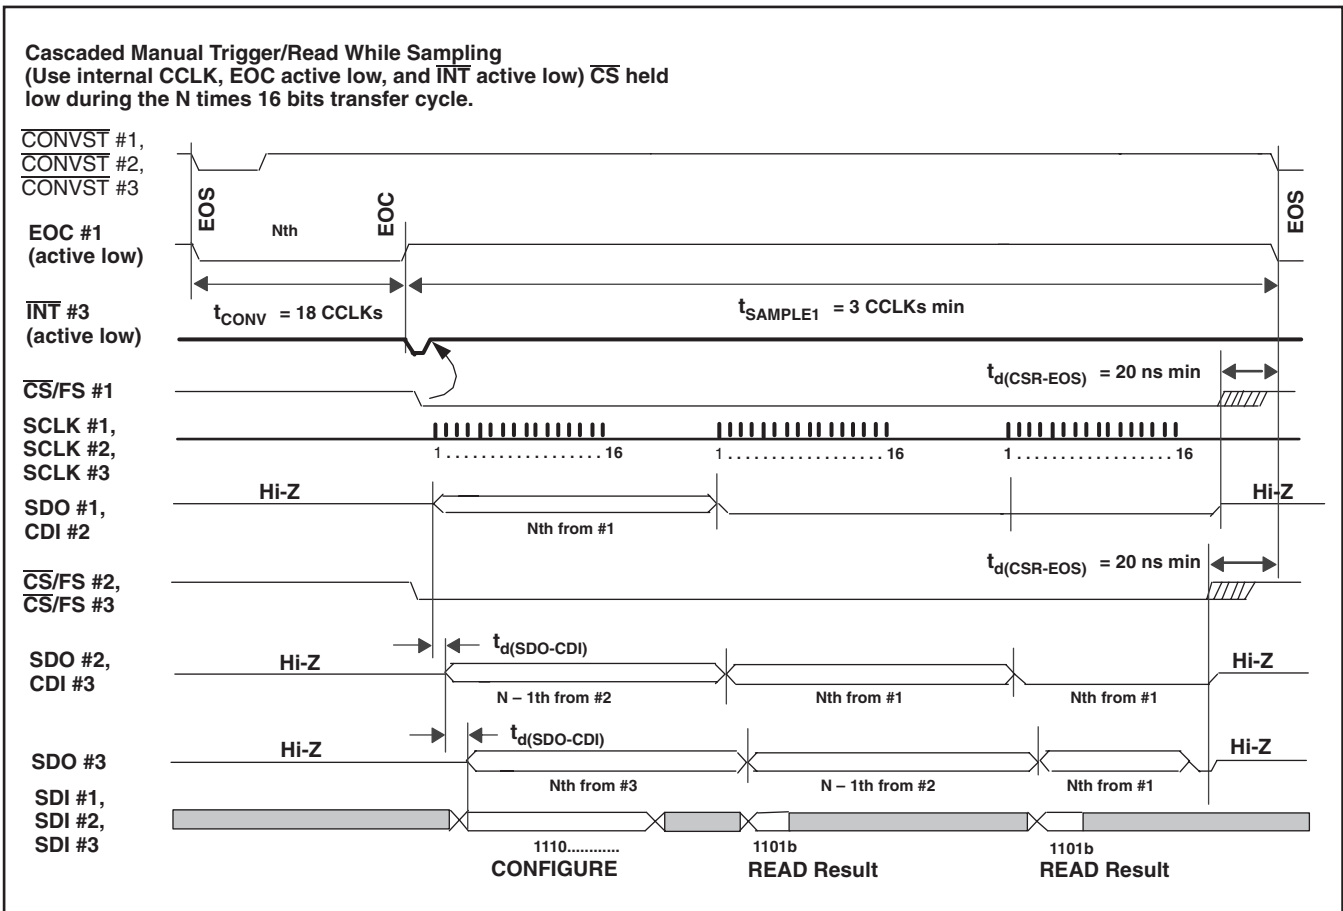 Cascaded Manual Trigger/Read While Sampling
(Use internal CCLK, EOC active low, and INT active low) CS held
low during the N times 16 bits transfer cycle.
CONVST #1,
CONVST #2,
CONVST #3
EOS
EOC
EOS
EOC #1
(active low)
Nth
INT #3
(active low)
tCONV = 18 CCLKs
tSAMPLE1 = 3 CCLKs min
td(CSR-EOS) = 20 ns min
CS/FS #1
SCLK #1,
SCLK #2,
SCLK #3
1 . . . . . . . . . . . . . . . . . . 16
1 . . . . . . . . . . . . . . . . . . 16
1 . . . . . . . . . . . . . . . . . . 16
Hi-Z
Hi-Z
SDO #1,
CDI #2
Nth from #1
td(CSR-EOS) = 20 ns min
CS/FS #2,
CS/FS #3
td(SDO-CDI)
SDO #2,
CDI #3
Hi-Z
Hi-Z
N – 1th from #2
Nth from #1
Nth from #1
td(SDO-CDI)
Hi-Z
Hi-Z
SDO #3
Nth from #3
N – 1th from #2
Nth from #1
SDI #1,
SDI #2,
SDI #3
1110............
1101b
1101b
CONFIGURE
READ Result
READ Result